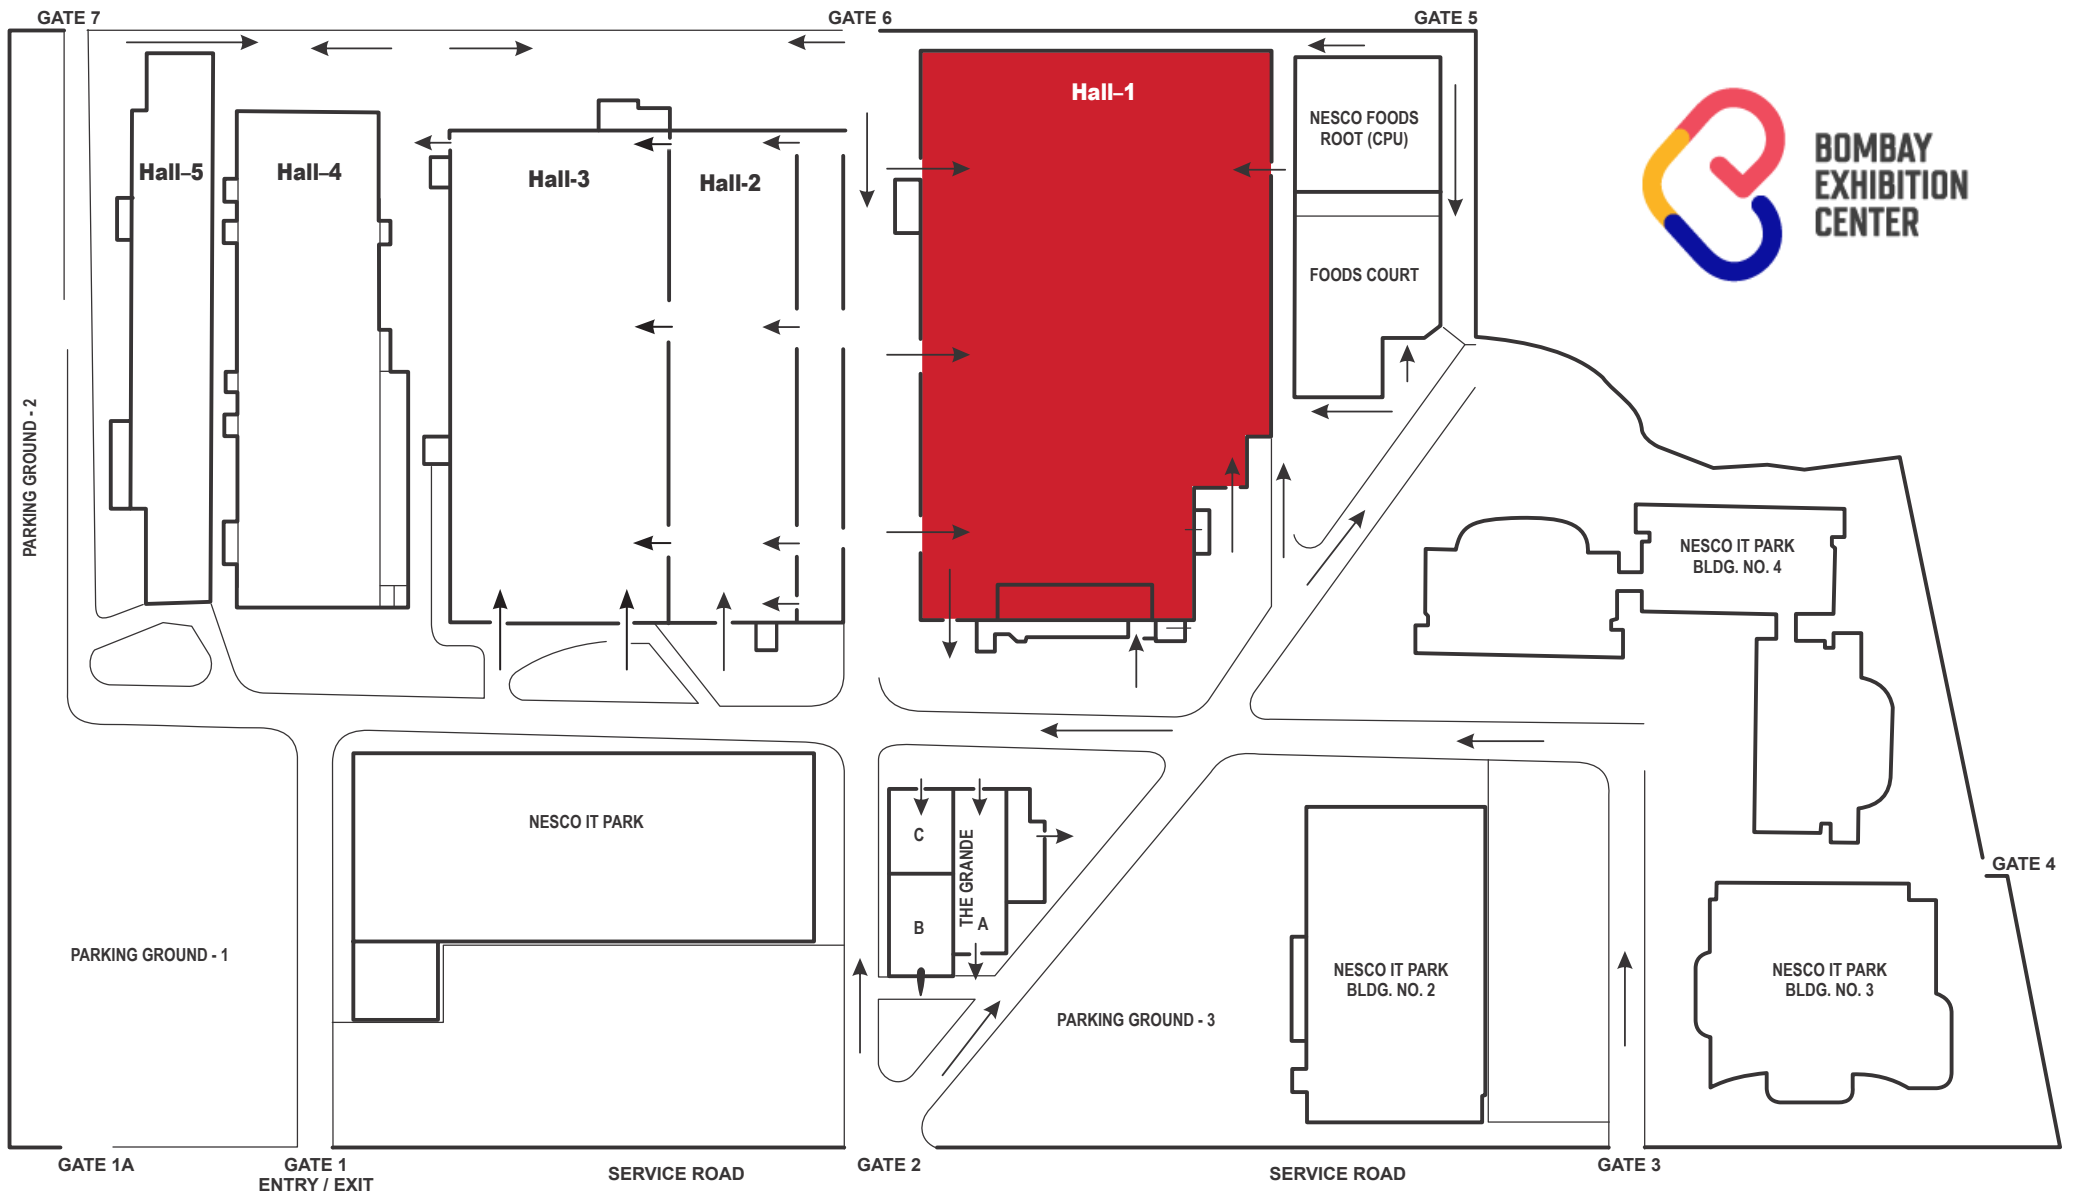 GATE 7
GATE 6
GATE 5
Hall–1
NESCO FOODS
ROOT (CPU)
BOMBAY
EXHIBITION
CENTER
Hall–5
Hall–4
Hall-3
Hall-2
FOODS COURT
PARKING GROUND - 2
NESCO IT PARK
BLDG. NO. 4
NESCO IT PARK
C
THE GRANDE
B
A
GATE 4
PARKING GROUND - 1
NESCO IT PARK
BLDG. NO. 2
NESCO IT PARK
BLDG. NO. 3
PARKING GROUND - 3
GATE 1A
GATE 1
ENTRY / EXIT
SERVICE ROAD
GATE 2
SERVICE ROAD
GATE 3